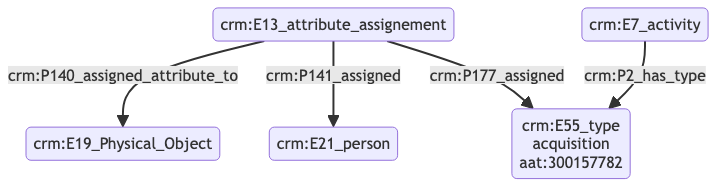 crm:E13_attribute_assignement
crm:E7_activity
crm:P140_assigned_attribute_to
crm:P141_assigned
crm:P177_assigned
crm:P2_has_type
crm:E19_Physical_Object
crm:E21_person
crm:E55_type
acquisition
aat:300157782